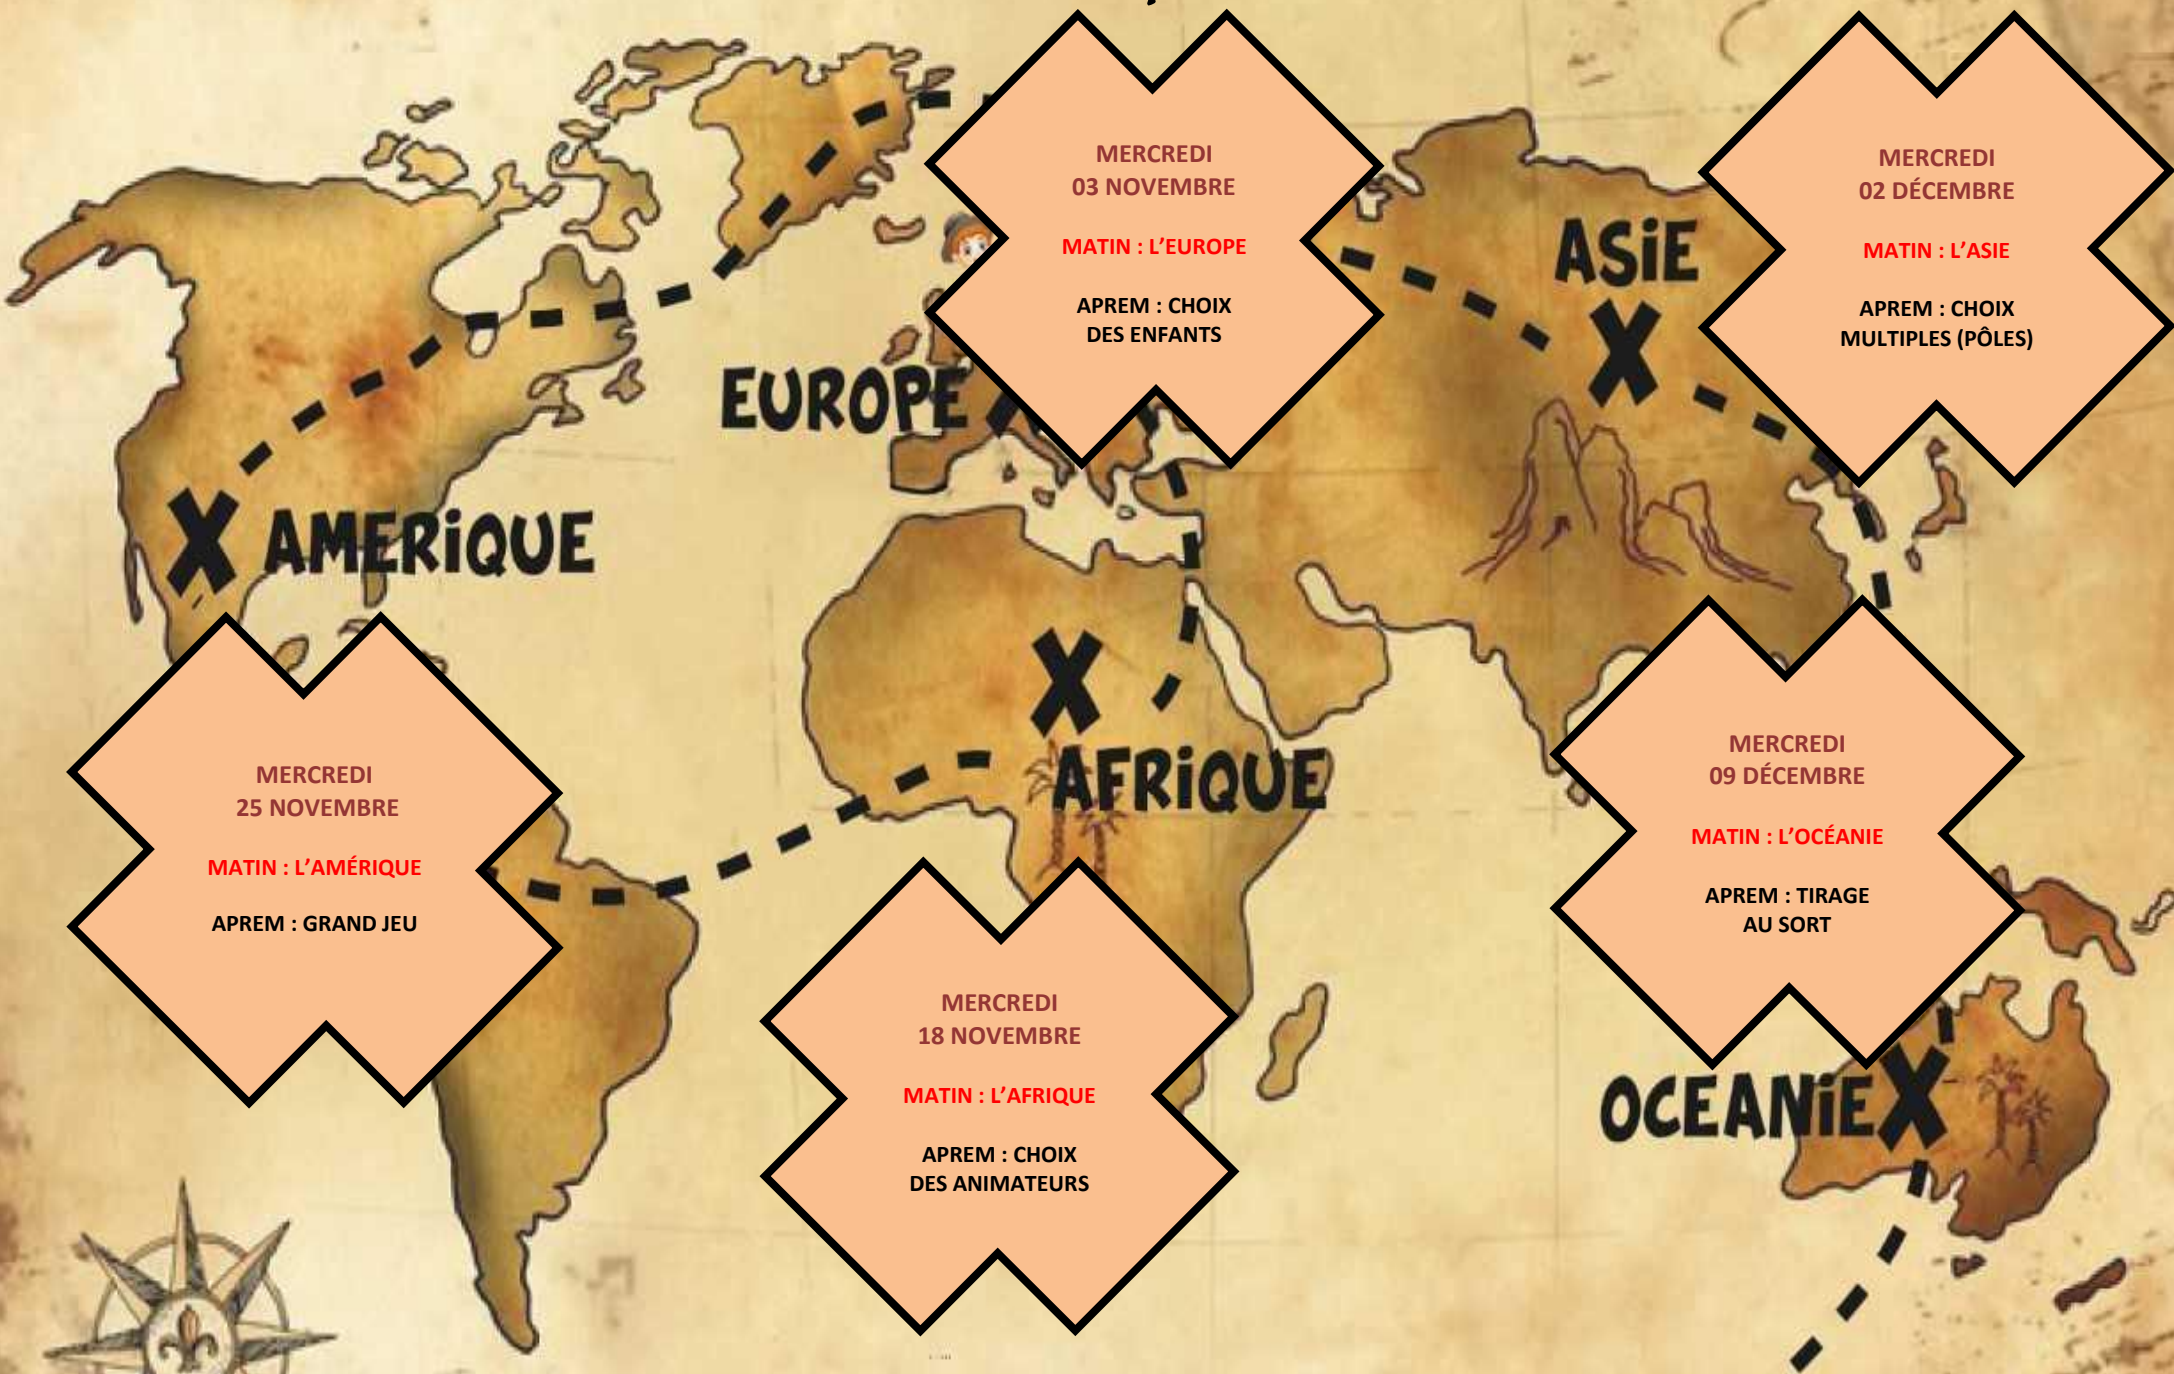 MERCREDI
03 NOVEMBRE
MATIN : L'EUROPE
APREM : CHOIX
DES ENFANTS
MERCREDI
02 DÉCEMBRE
MATIN : L'ASIE
APREM : CHOIX
MULTIPLES (PÔLES)
ASiE
EUROPE
AMERiQUE
AFRiQUE
MERCREDI
25 NOVEMBRE
MATIN : L'AMÉRIQUE
APREM : GRAND JEU
MERCREDI
09 DÉCEMBRE
MATIN : L'OCÉANIE
APREM : TIRAGE
AU SORT
MERCREDI
18 NOVEMBRE
MATIN : L'AFRIQUE
APREM : CHOIX
DES ANIMATEURS
OCEANiE